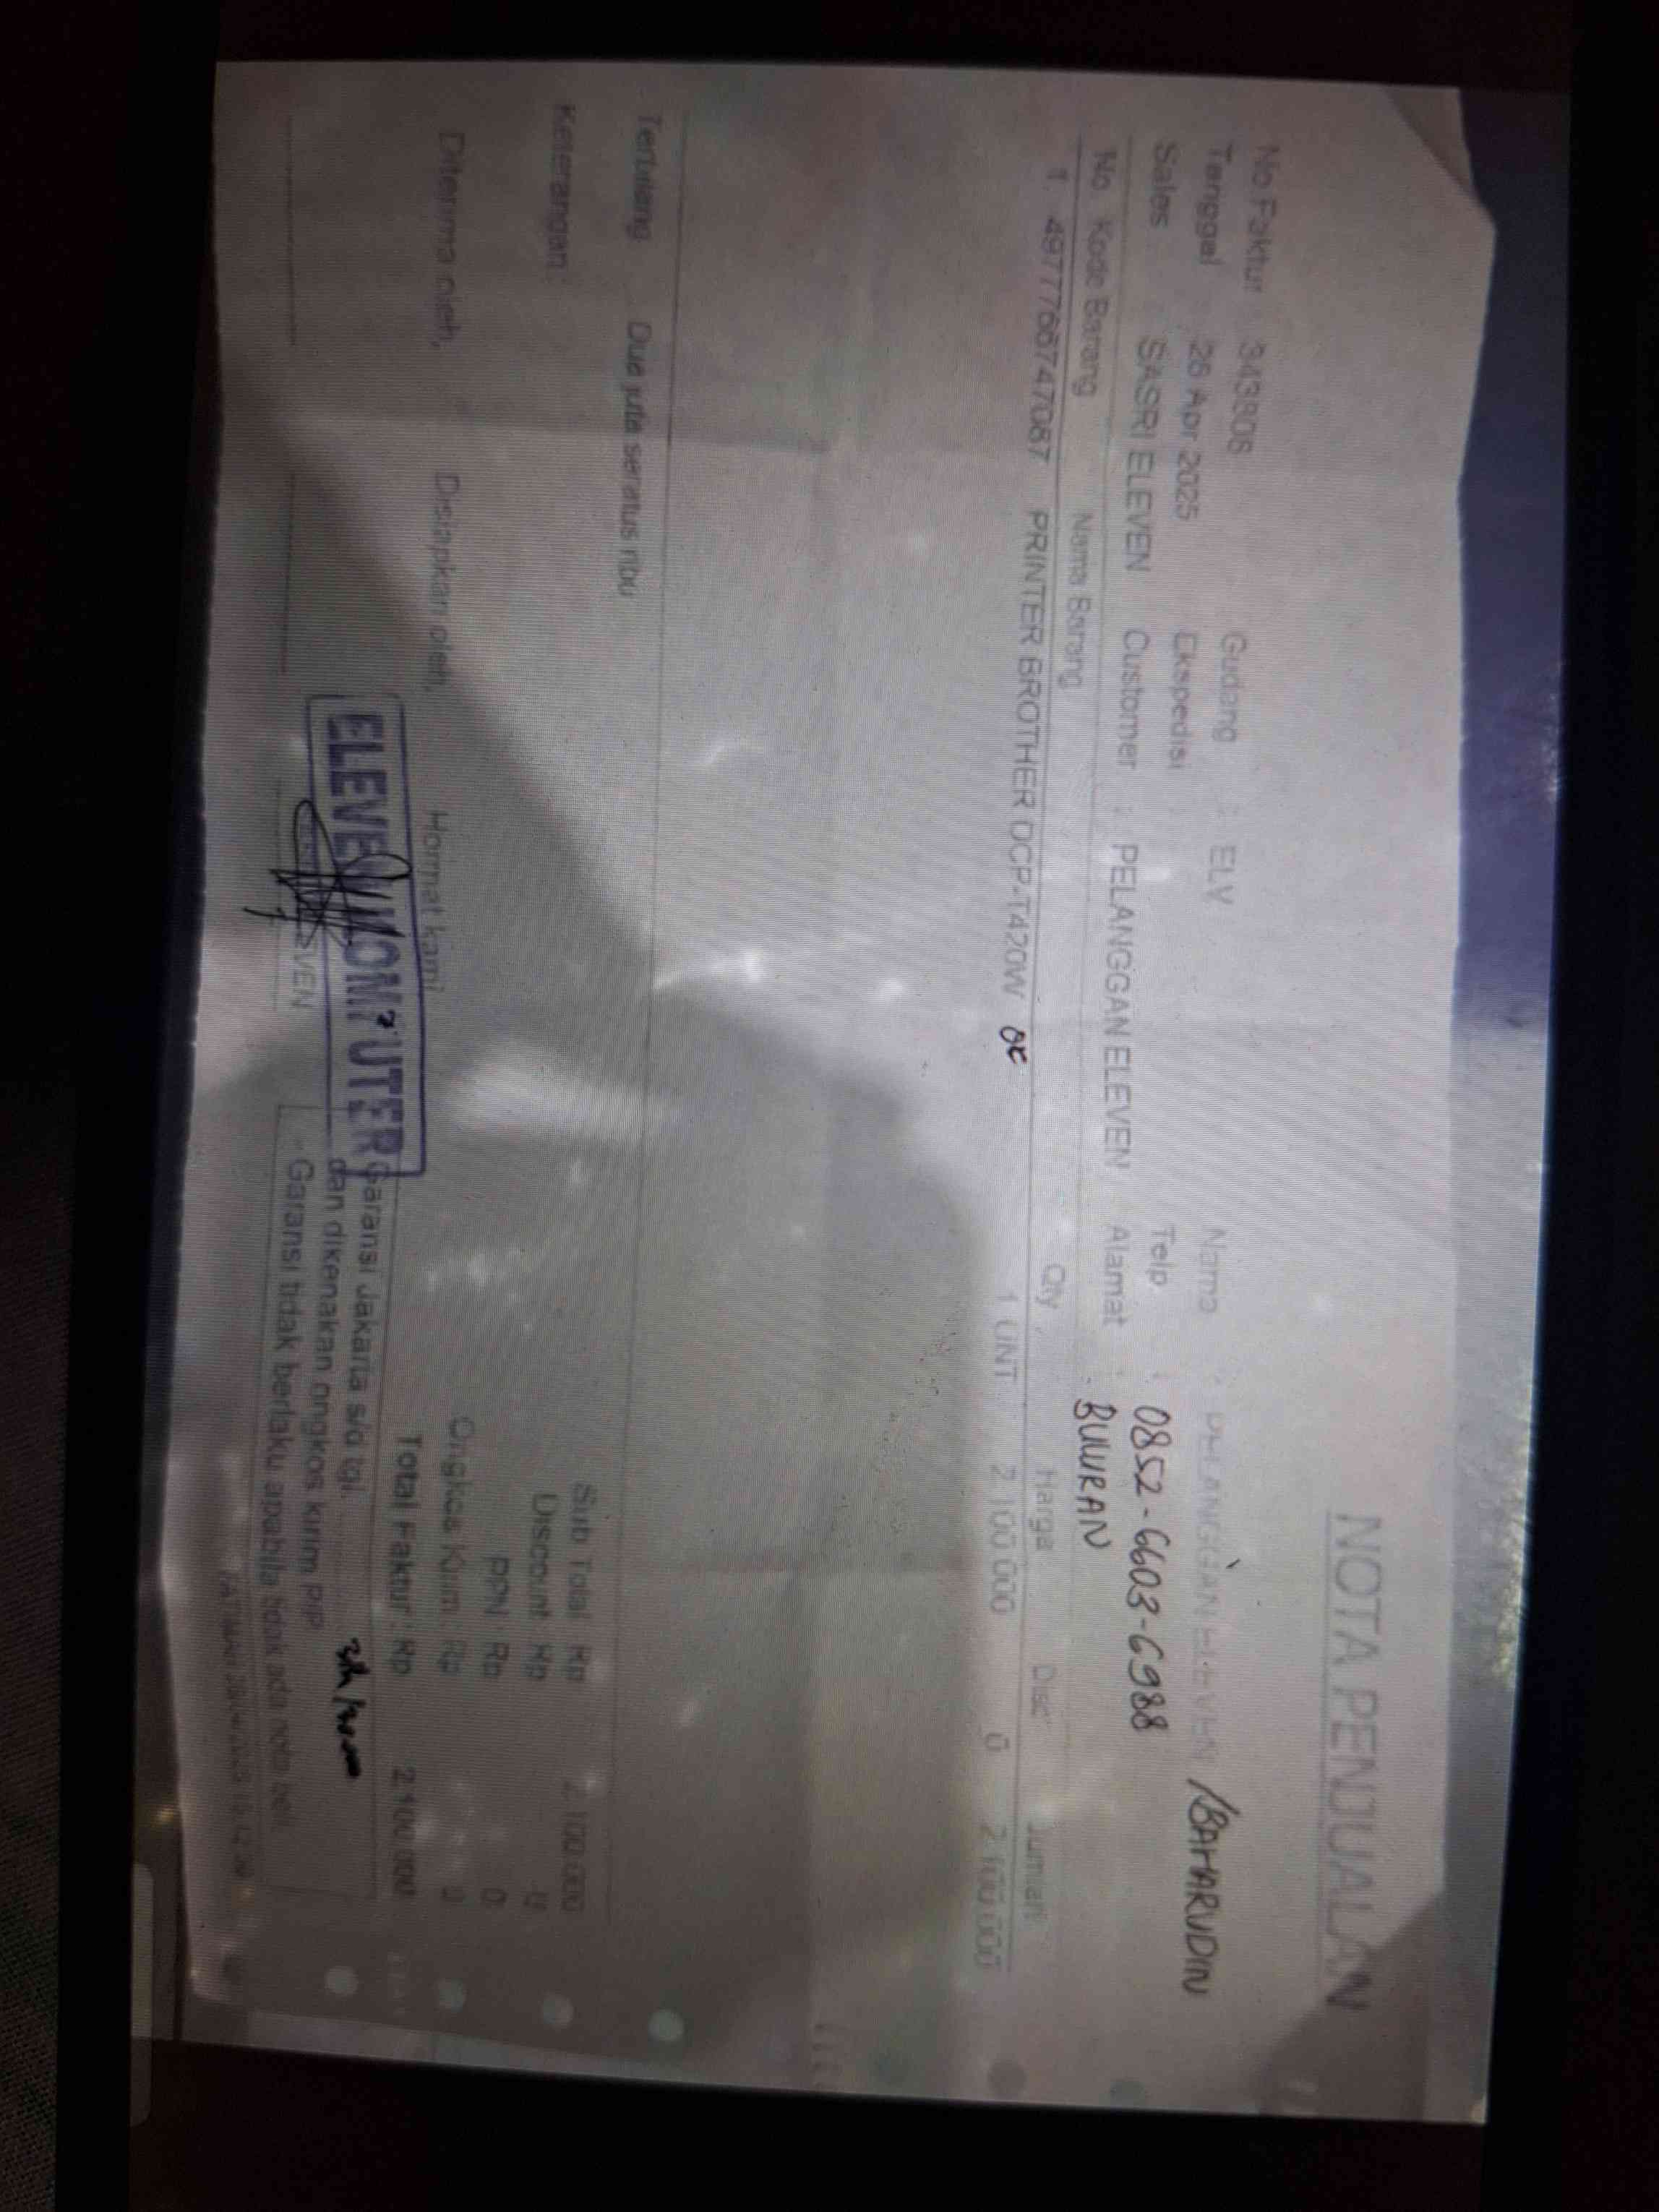 NOTA PENJUALAN
No Faktur : 343806 Gudang : ELV Nama : PELANGGAN ELEVEN /BAHARUDIN
Tanggal : 26 Apr 2025 Ekspedisi : Telp. : 0852-6603-6988
Sales : SASRI ELEVEN Customer : PELANGGAN ELEVEN Alamat : BUWRAN
No. Kode Barang Nama Barang Qty Harga Disc Jumlah
1. 4977766747087 PRINTER BROTHER DCP-T420W OK 1 UNT 2.100.000 0 2.100.000
Terbilang Dua juta seratus ribu
Sub Total Rp 2.100.000
Keterangan :
Discount Rp 0
PPN : Rp 0
Ongkos Kirim : Rp 0
Diterima oleh, Disiapkan oleh, Hormat kami
Total Faktur : Rp 2.100.000
ELEVEN KOMPUTER
Garansi Jakarta s/d tgl
dan dikenakan ongkos kirim PP
- Garansi tidak berlaku apabila tidak ada nota beli